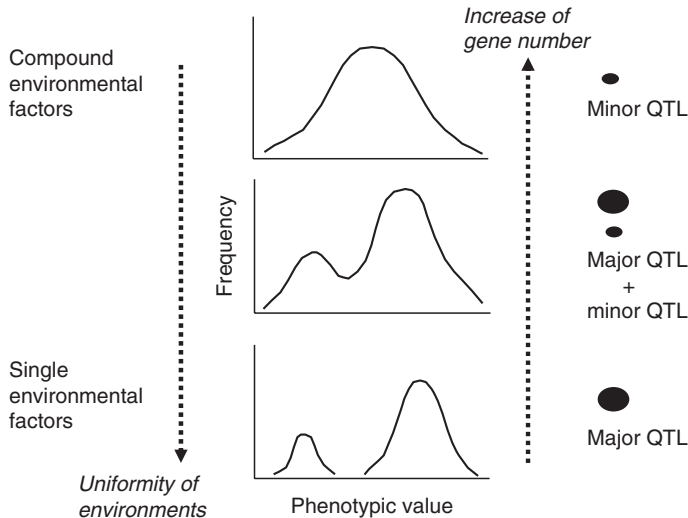 Increase of
gene number
Compound
environmental
factors
Minor QTL
Frequency
Major QTL
+
minor QTL
Single
environmental
factors
Major QTL
Uniformity of
environments
Phenotypic value